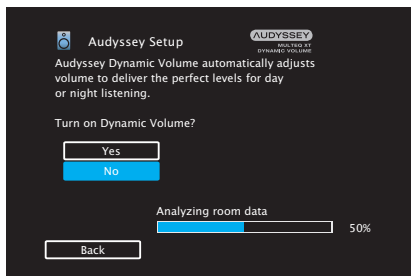 Audyssey Setup
AUDYSSEY
MULTEQ XT
DYNAMIC VOLUME
Audyssey Dynamic Volume automatically adjusts
volume to deliver the perfect levels for day
or night listening.
Turn on Dynamic Volume?
Yes
No
Analyzing room data
50%
Back